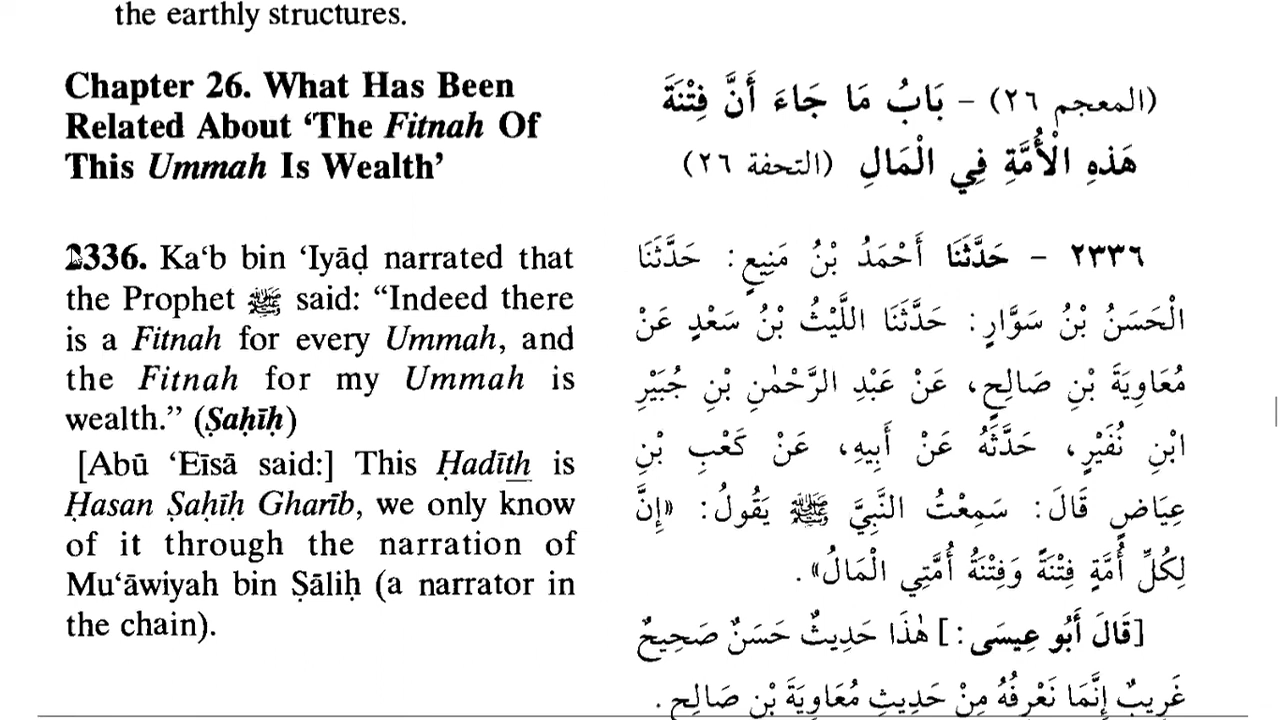 the earthly structures.
Chapter 26. What Has Been
Related About ‘The Fitnah Of
This Ummah Is Wealth’
2336. Ka‘b bin ‘Iyāḍ narrated that
the Prophet ﷺ said: “Indeed there
is a Fitnah for every Ummah, and
the Fitnah for my Ummah is
wealth.” (Ṣaḥīḥ)
[Abū ‘Eīsā said:] This Ḥadīth is
Ḥasan Ṣaḥīḥ Gharīb, we only know
of it through the narration of
Mu‘āwiyah bin Ṣāliḥ (a narrator in
the chain).
(المعجم ٢٦) - بَابُ مَا جَاءَ أَنَّ فِتْنَةَ
هَذِهِ الْأُمَّةِ فِي الْمَالِ (التحفة ٢٦)
٢٣٣٦ - حَدَّثَنَا أَحْمَدُ بْنُ مَنِيعٍ: حَدَّثَنَا
الْحَسَنُ بْنُ سَوَّارٍ: حَدَّثَنَا اللَّيْثُ بْنُ سَعْدٍ عَنْ
مُعَاوِيَةَ بْنِ صَالِحٍ، عَنْ عَبْدِ الرَّحْمٰنِ بْنِ جُبَيْرِ
ابْنِ نُفَيْرٍ، حَدَّثَهُ عَنْ أَبِيهِ، عَنْ كَعْبِ بْنِ
عِيَاضٍ قَالَ: سَمِعْتُ النَّبِيَّ ﷺ يَقُولُ: «إِنَّ
لِكُلِّ أُمَّةٍ فِتْنَةً وَفِتْنَةُ أُمَّتِي الْمَالُ».
[قَالَ أَبُو عِيسَى:] هٰذَا حَدِيثٌ حَسَنٌ صَحِيحٌ
غَرِيبٌ إِنَّمَا نَعْرِفُهُ مِنْ حَدِيثِ مُعَاوِيَةَ بْنِ صَالِحٍ.